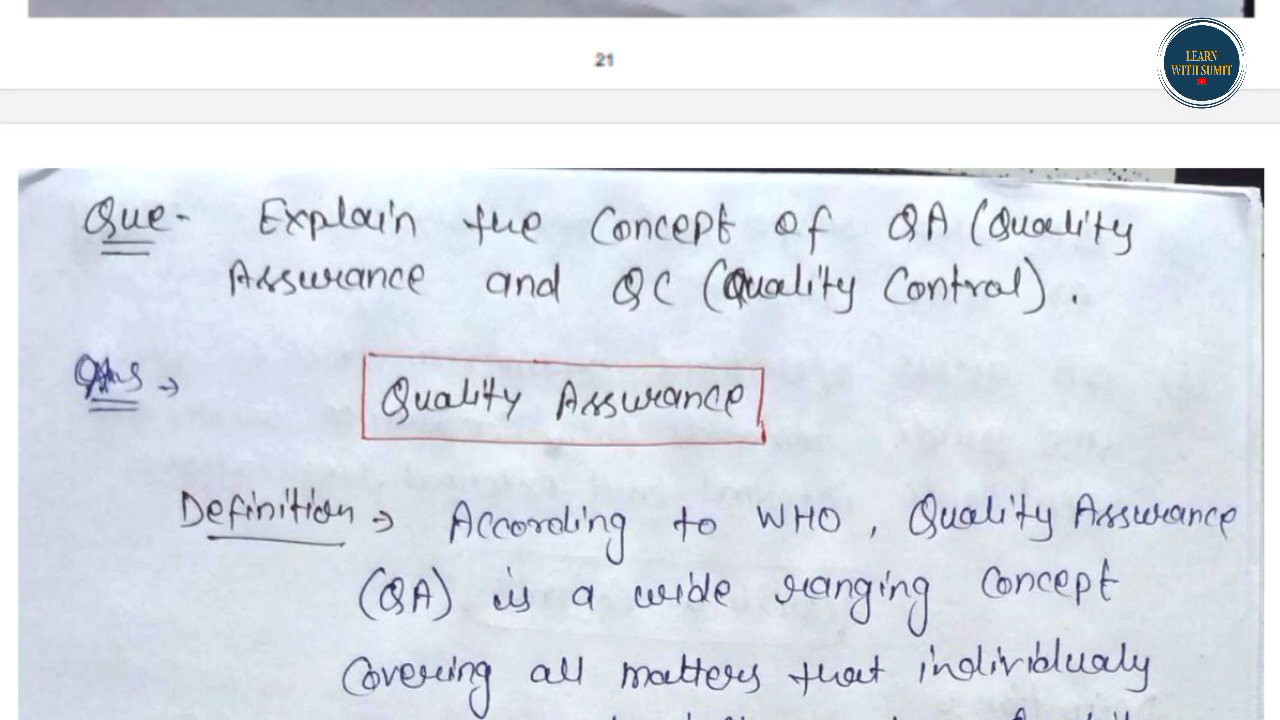 21
LEARN
WITH SUMIT
Que- Explain the Concept of QA (Quality
Assurance and QC (Quality Control).
Ans →
Quality Assurance
Definition → According to WHO, Quality Assurance
(QA) is a wide ranging concept
Covering all matters that individualy